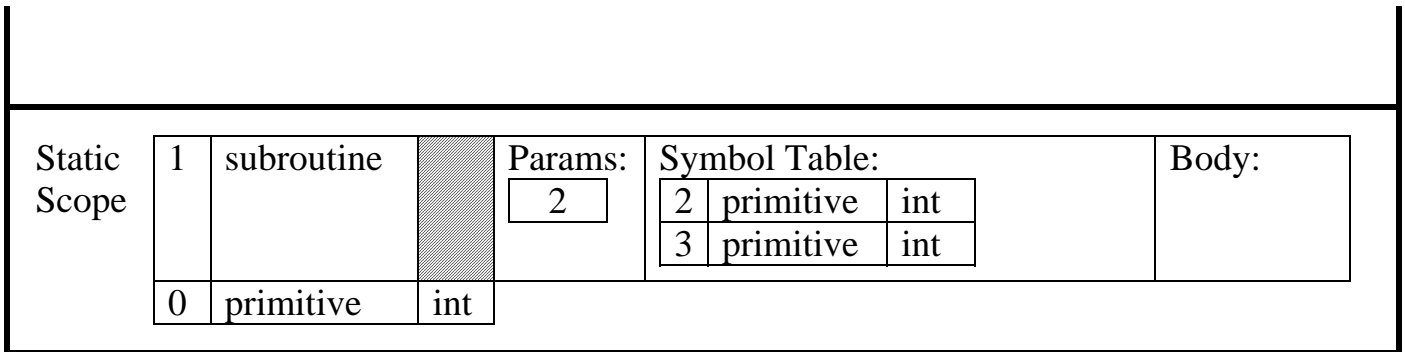 Static 1 subroutine Params: Symbol Table: Body:
Scope 2 2 primitive int
3 primitive int
0 primitive int